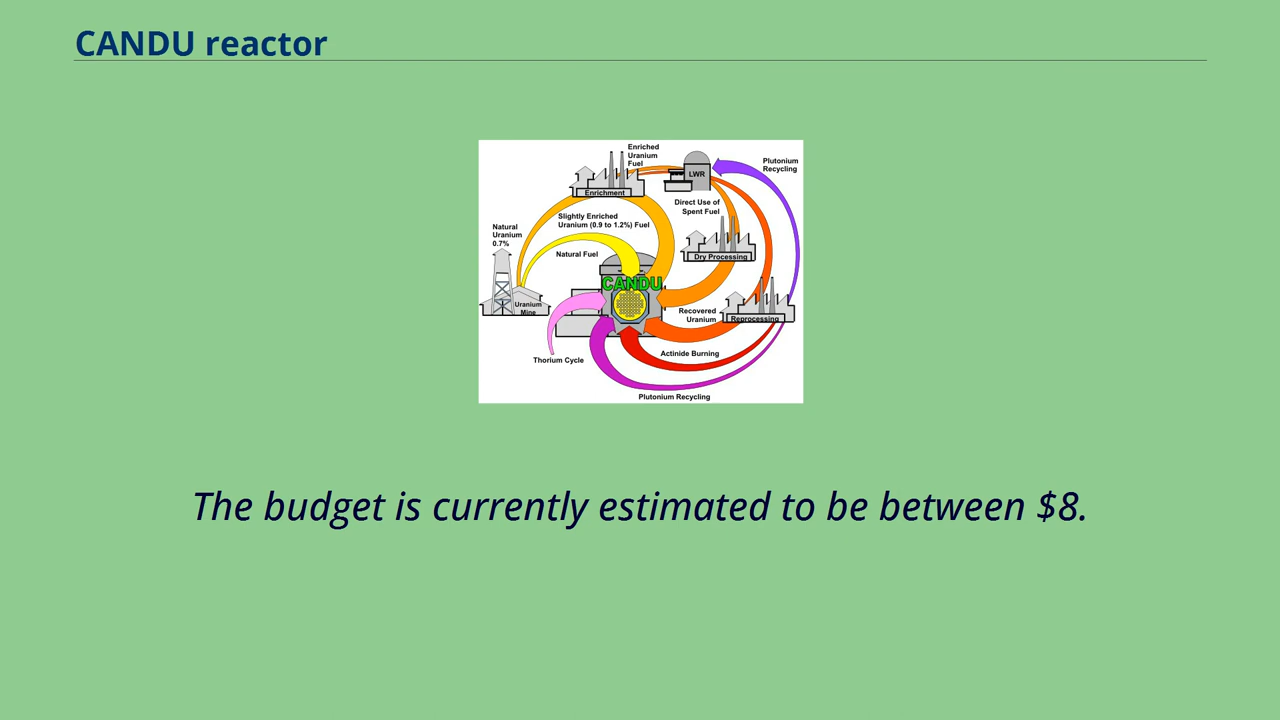 CANDU reactor
Enriched
Uranium
Fuel
LWR
Plutonium
Recycling
Enrichment
Direct Use of
Spent Fuel
Slightly Enriched
Uranium (0.9 to 1.2%) Fuel
Natural
Uranium
0.7%
Natural Fuel
Dry Processing
CANDU
Uranium
Mine
Recovered
Uranium
Reprocessing
Thorium Cycle
Actinide Burning
Plutonium Recycling
The budget is currently estimated to be between $8.